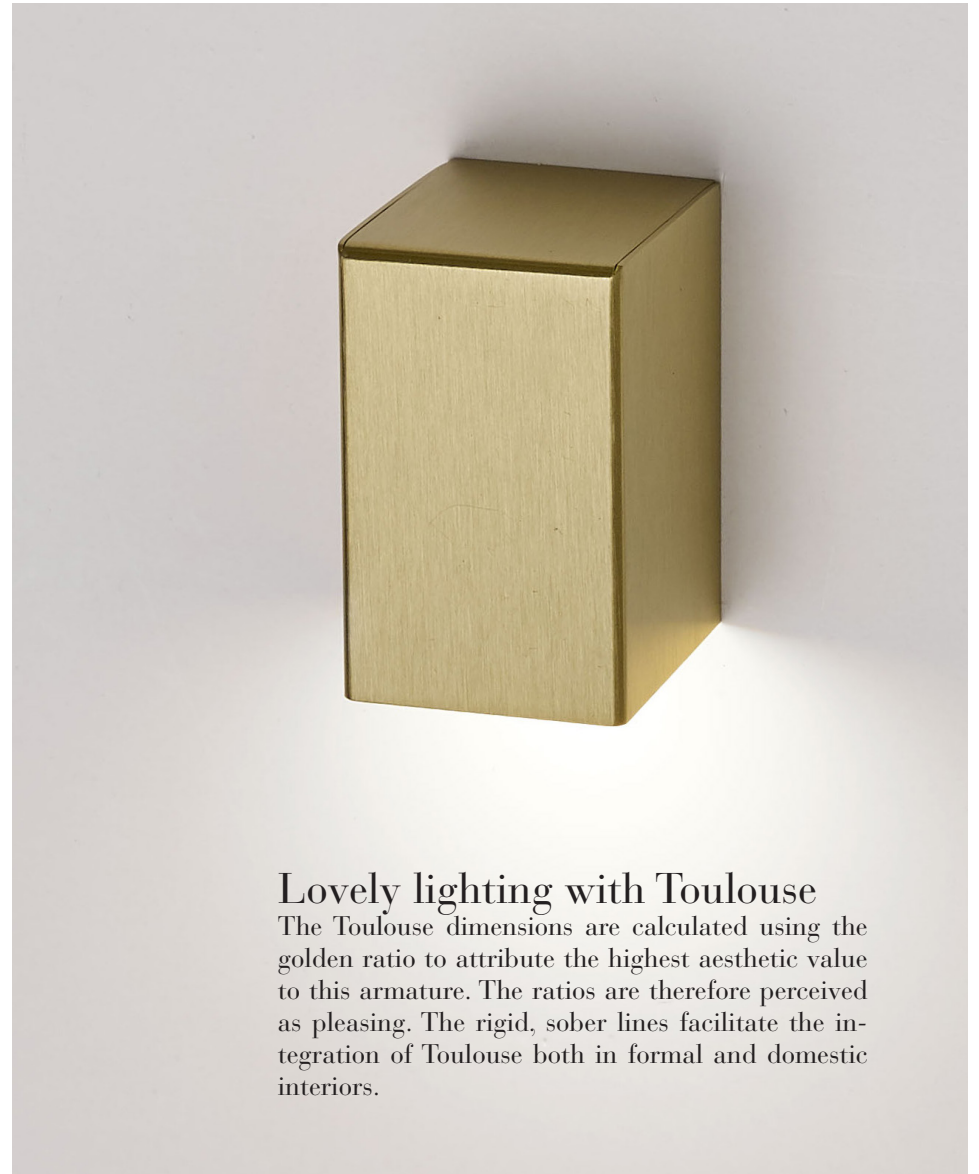 Lovely lighting with Toulouse
The Toulouse dimensions are calculated using the
golden ratio to attribute the highest aesthetic value
to this armature. The ratios are therefore perceived
as pleasing. The rigid, sober lines facilitate the in-
tegration of Toulouse both in formal and domestic
interiors.